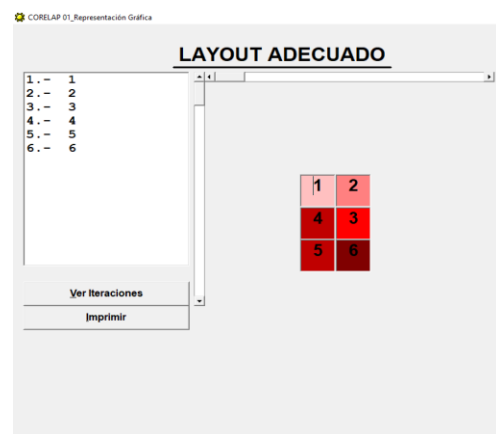 CORELAP 01_Representación Gráfica
LAYOUT ADECUADO
1.- 1
2.- 2
3.- 3
4.- 4
5.- 5
6.- 6
1 2
4 3
5 6
Ver Iteraciones
Imprimir